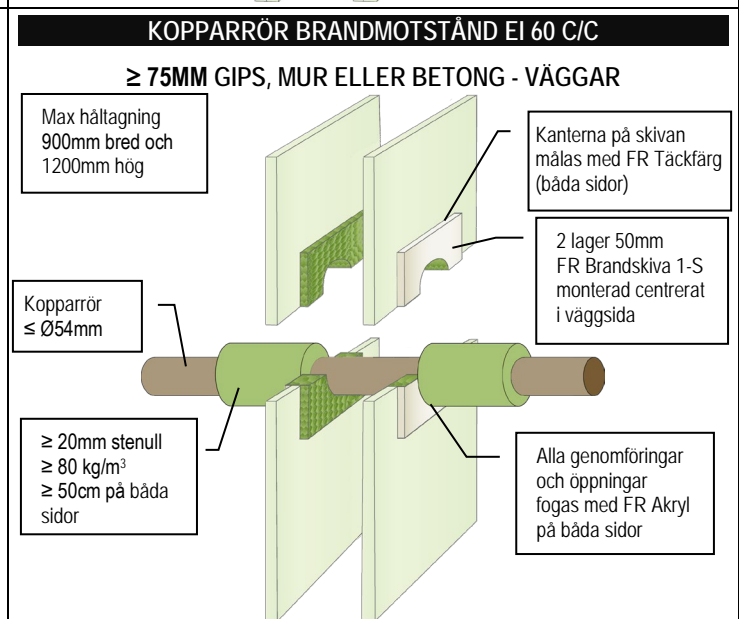 KOPPARRÖR BRANDMOTSTÅND EI 60 C/C
≥ 75MM GIPS, MUR ELLER BETONG - VÄGGAR
Max håltagning
900mm bred och
1200mm hög
Kanterna på skivan
målas med FR Täckfärg
(båda sidor)
2 lager 50mm
FR Brandskiva 1-S
monterad centrerat
i väggsida
Kopparrör
≤ Ø54mm
≥ 20mm stenull
≥ 80 kg/m³
≥ 50cm på båda
sidor
Alla genomföringar
och öppningar
fogas med FR Akryl
på båda sidor